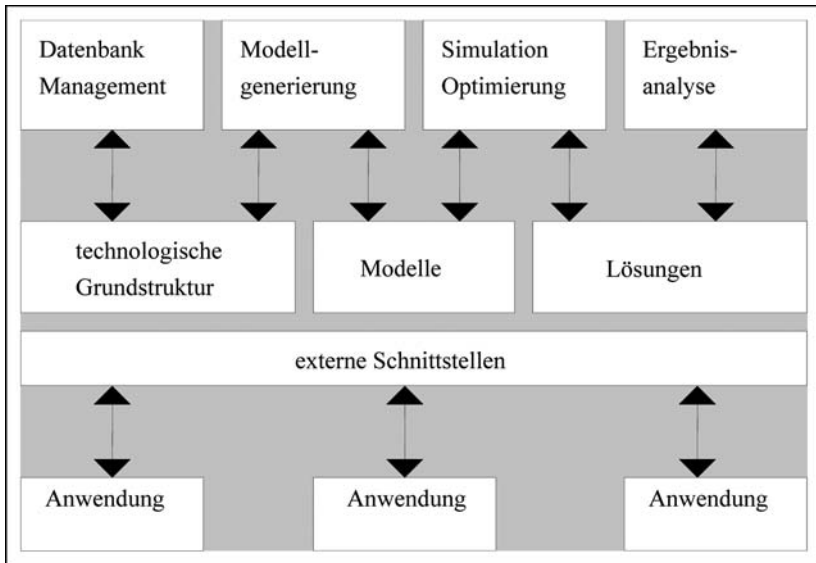 Datenbank
Management
Modell-
generierung
Simulation
Optimierung
Ergebnis-
analyse
technologische
Grundstruktur
Modelle
Lösungen
externe Schnittstellen
Anwendung
Anwendung
Anwendung